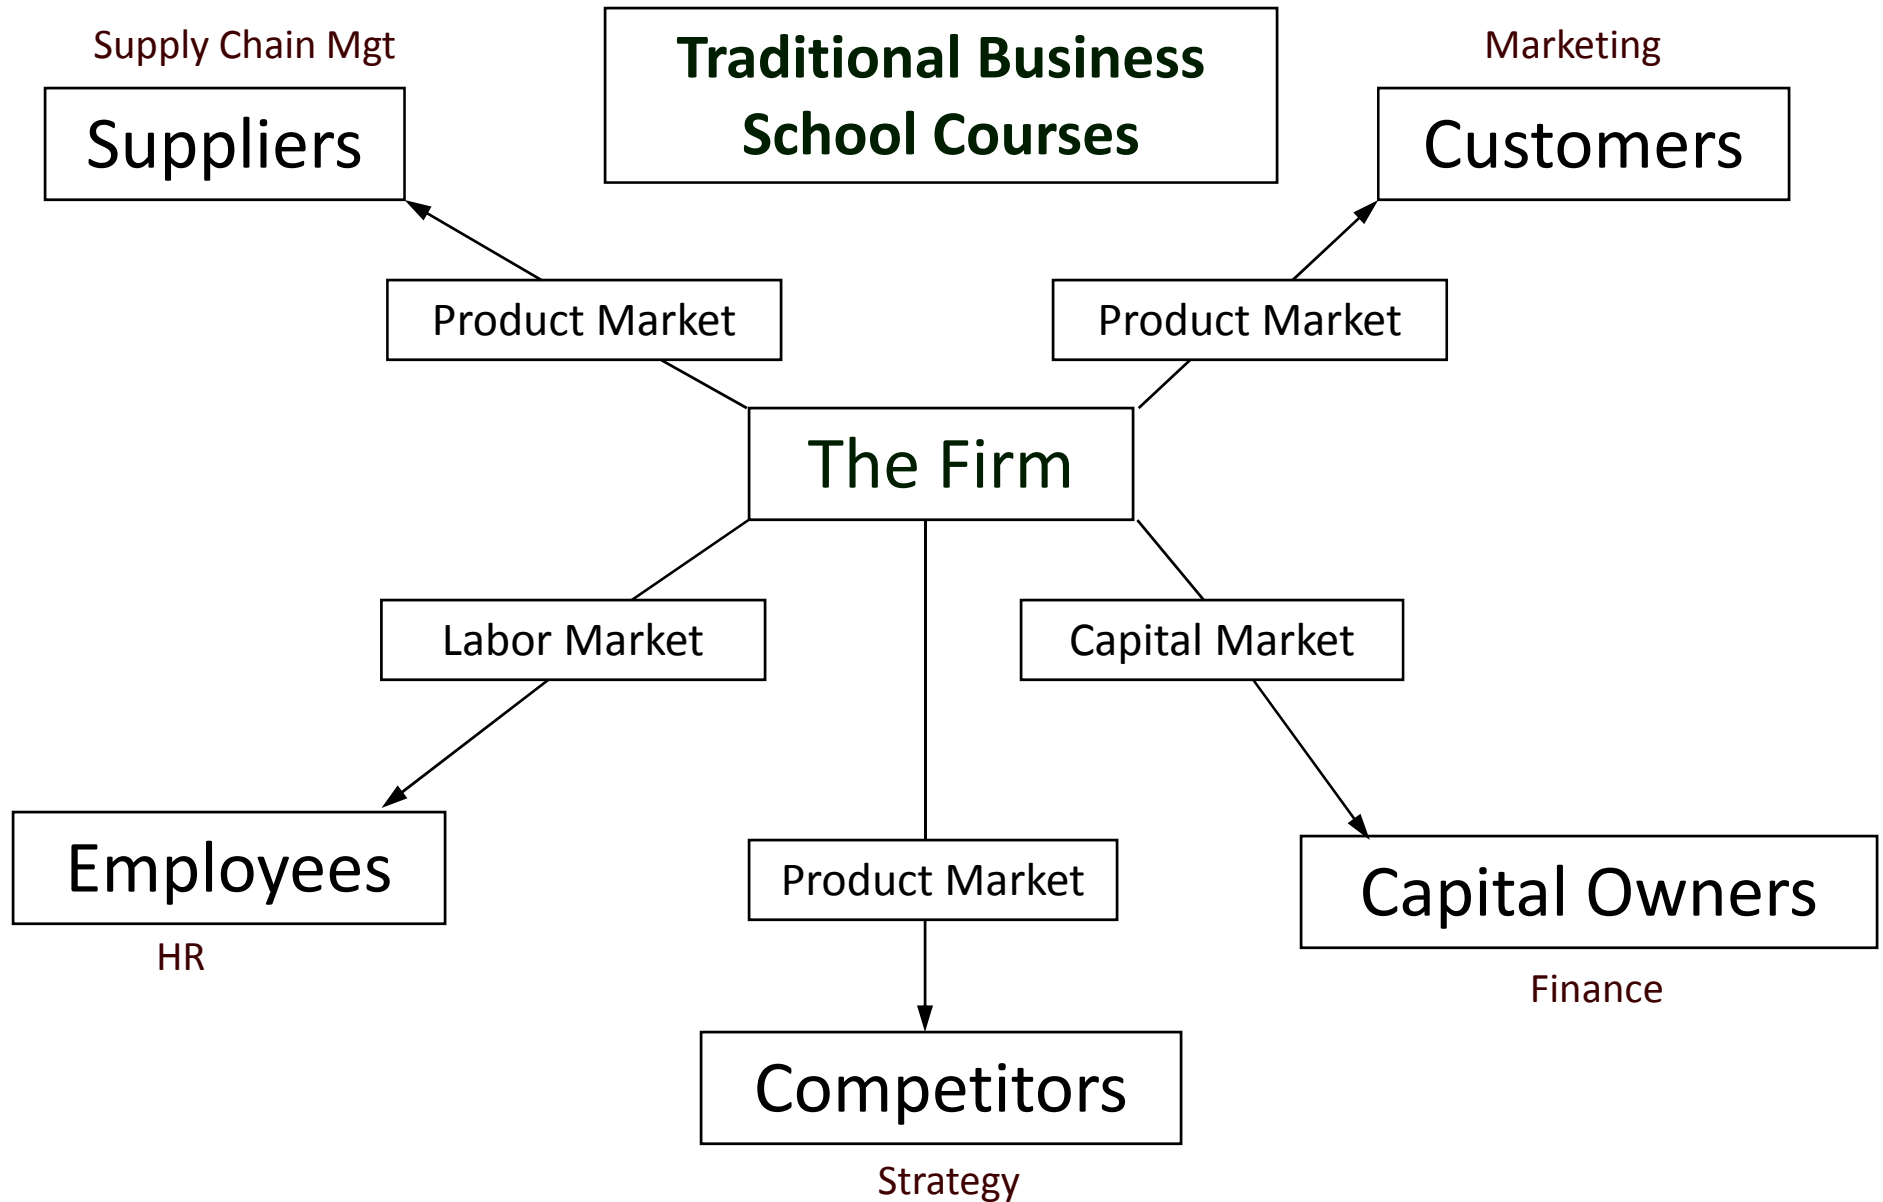 Supply Chain Mgt
Traditional Business
School Courses
Marketing
Suppliers
Customers
Product Market
Product Market
The Firm
Labor Market
Capital Market
Employees
Product Market
Capital Owners
HR
Finance
Competitors
Strategy